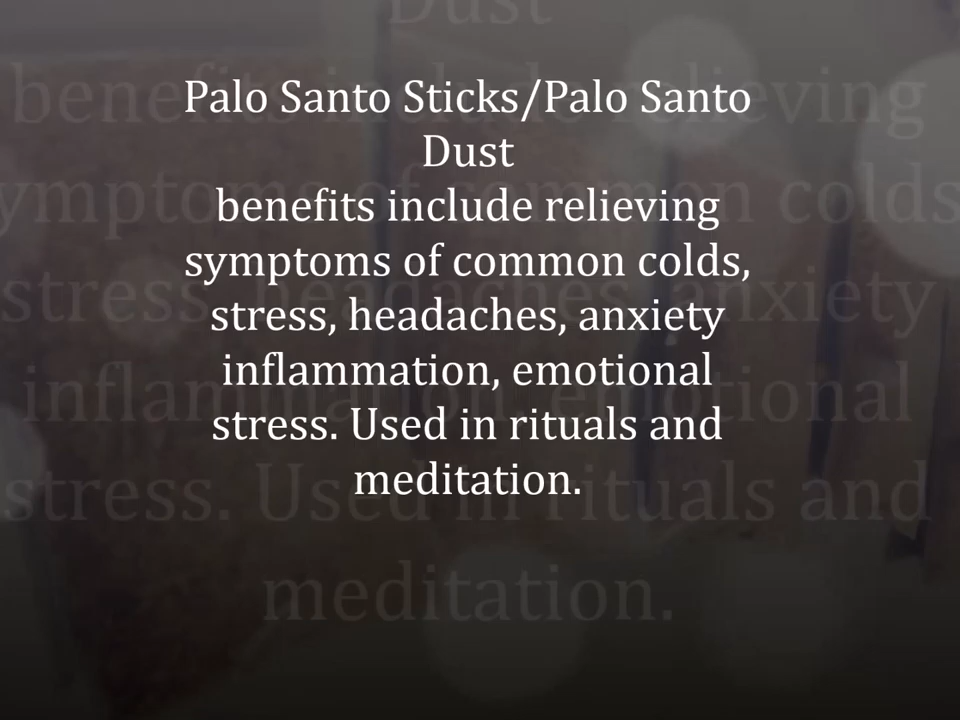 Palo Santo Sticks/Palo Santo
Dust
benefits include relieving
symptoms of common colds,
stress, headaches, anxiety
inflammation, emotional
stress. Used in rituals and
meditation.